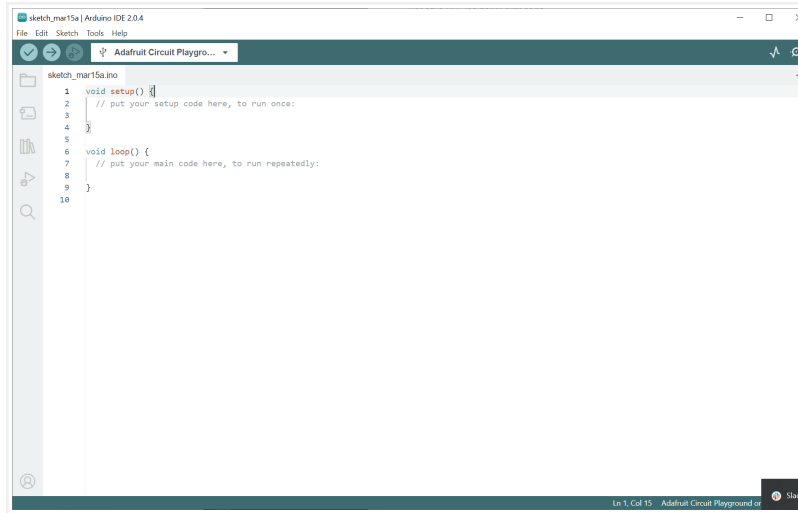 sketch_mar15a | Arduino IDE 2.0.4
File Edit Sketch Tools Help
Adafruit Circuit Playgro...
sketch_mar15a.ino
1 void setup() {
2 // put your setup code here, to run once:
3
4 }
5
6 void loop() {
7 // put your main code here, to run repeatedly:
8
9 }
10
Ln 1, Col 15 Adafruit Circuit Playground